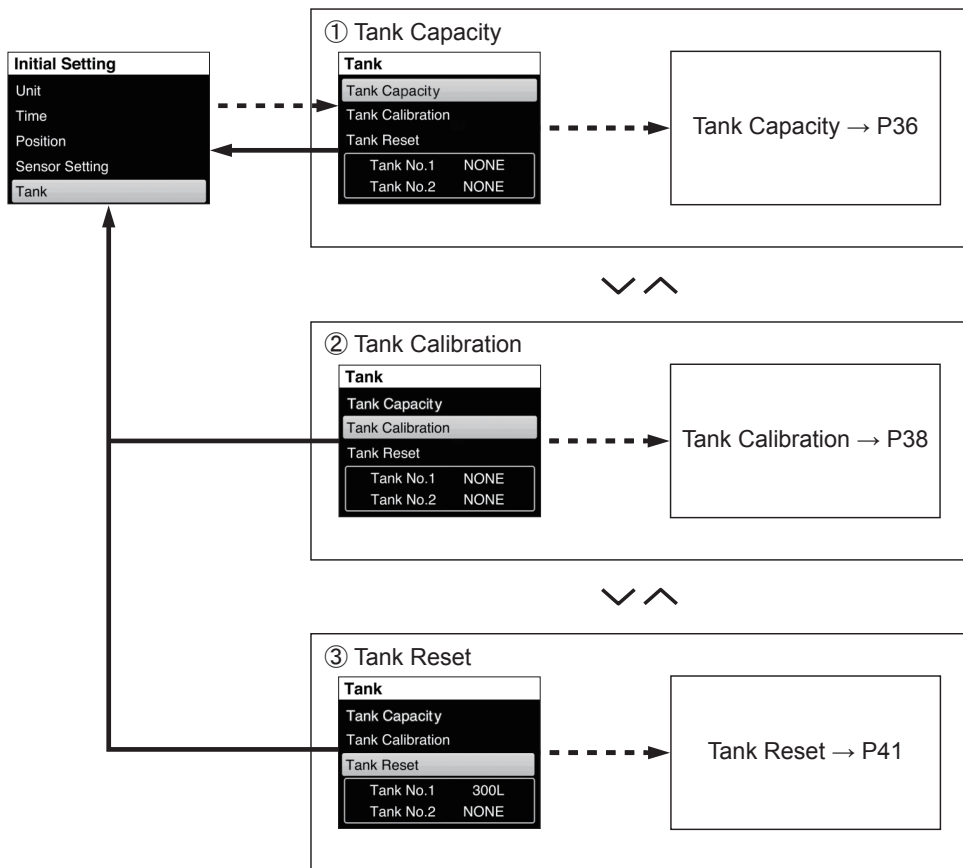 Initial Setting
Unit
Time
Position
Sensor Setting
Tank
① Tank Capacity
Tank
Tank Capacity
Tank Calibration
Tank Reset
Tank No.1 NONE
Tank No.2 NONE
Tank Capacity → P36
② Tank Calibration
Tank
Tank Capacity
Tank Calibration
Tank Reset
Tank No.1 NONE
Tank No.2 NONE
Tank Calibration → P38
③ Tank Reset
Tank
Tank Capacity
Tank Calibration
Tank Reset
Tank No.1 300L
Tank No.2 NONE
Tank Reset → P41